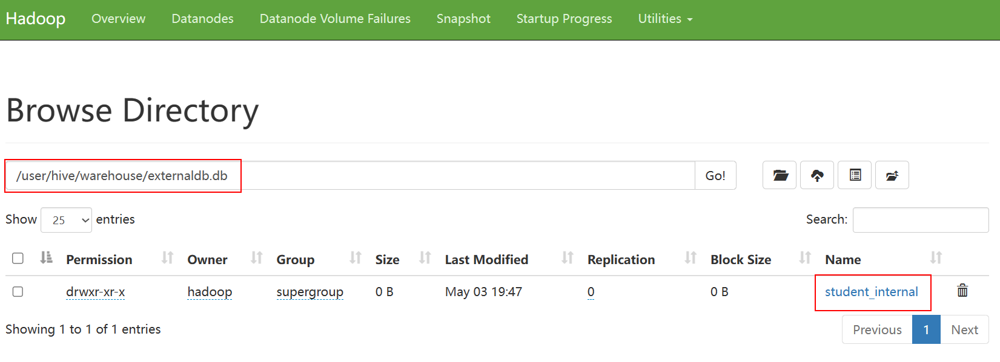 Hadoop Overview Datanodes Datanode Volume Failures Snapshot Startup Progress Utilities
Browse Directory
/user/hive/warehouse/externaldb.db Go!
Show 25 entries Search:
Permission Owner Group Size Last Modified Replication Block Size Name
drwxr-xr-x hadoop supergroup 0 B May 03 19:47 0 0 B student_internal
Showing 1 to 1 of 1 entries Previous 1 Next